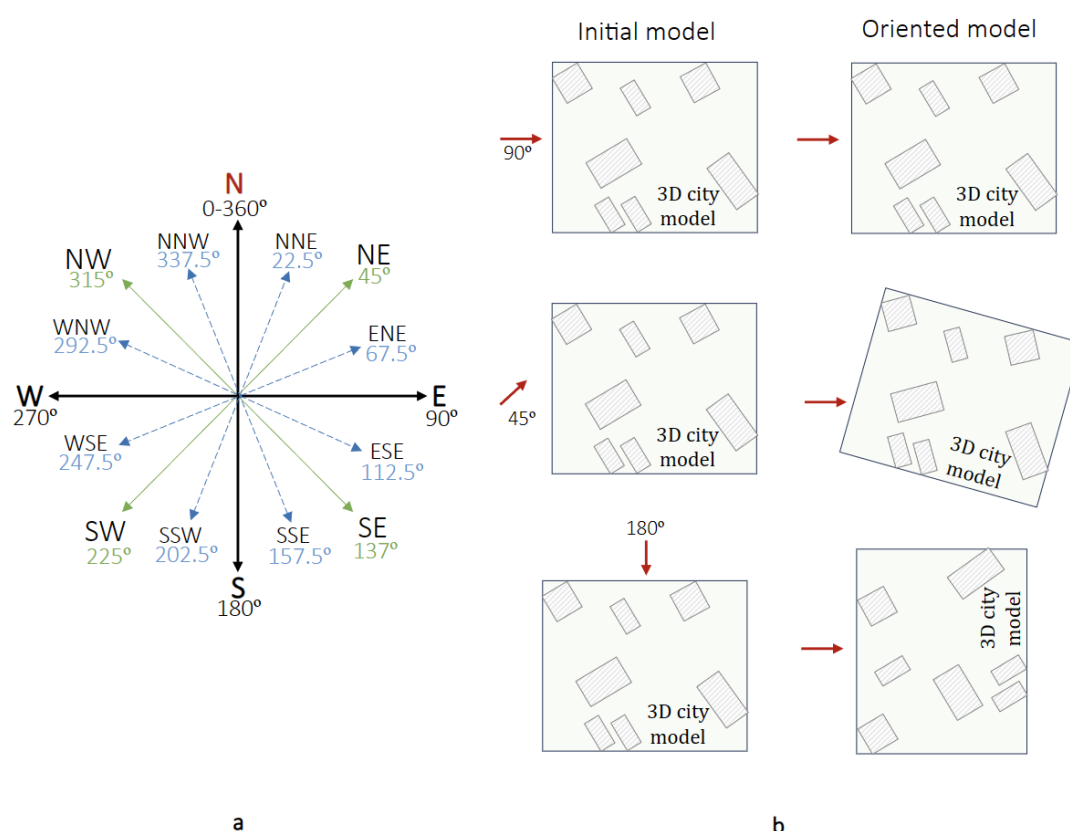 Initial model
Oriented model
N
0-360º
NNW
337.5º
NNE
22.5º
NW
315º
NE
45º
WNW
292.5º
ENE
67.5º
W
270º
E
90º
WSE
247.5º
ESE
112.5º
SW
225º
SSW
202.5º
SSE
157.5º
SE
137º
S
180º
a
90º
3D city
model
3D city
model
45º
3D city
model
3D city
model
180º
3D city
model
3D city
model
b